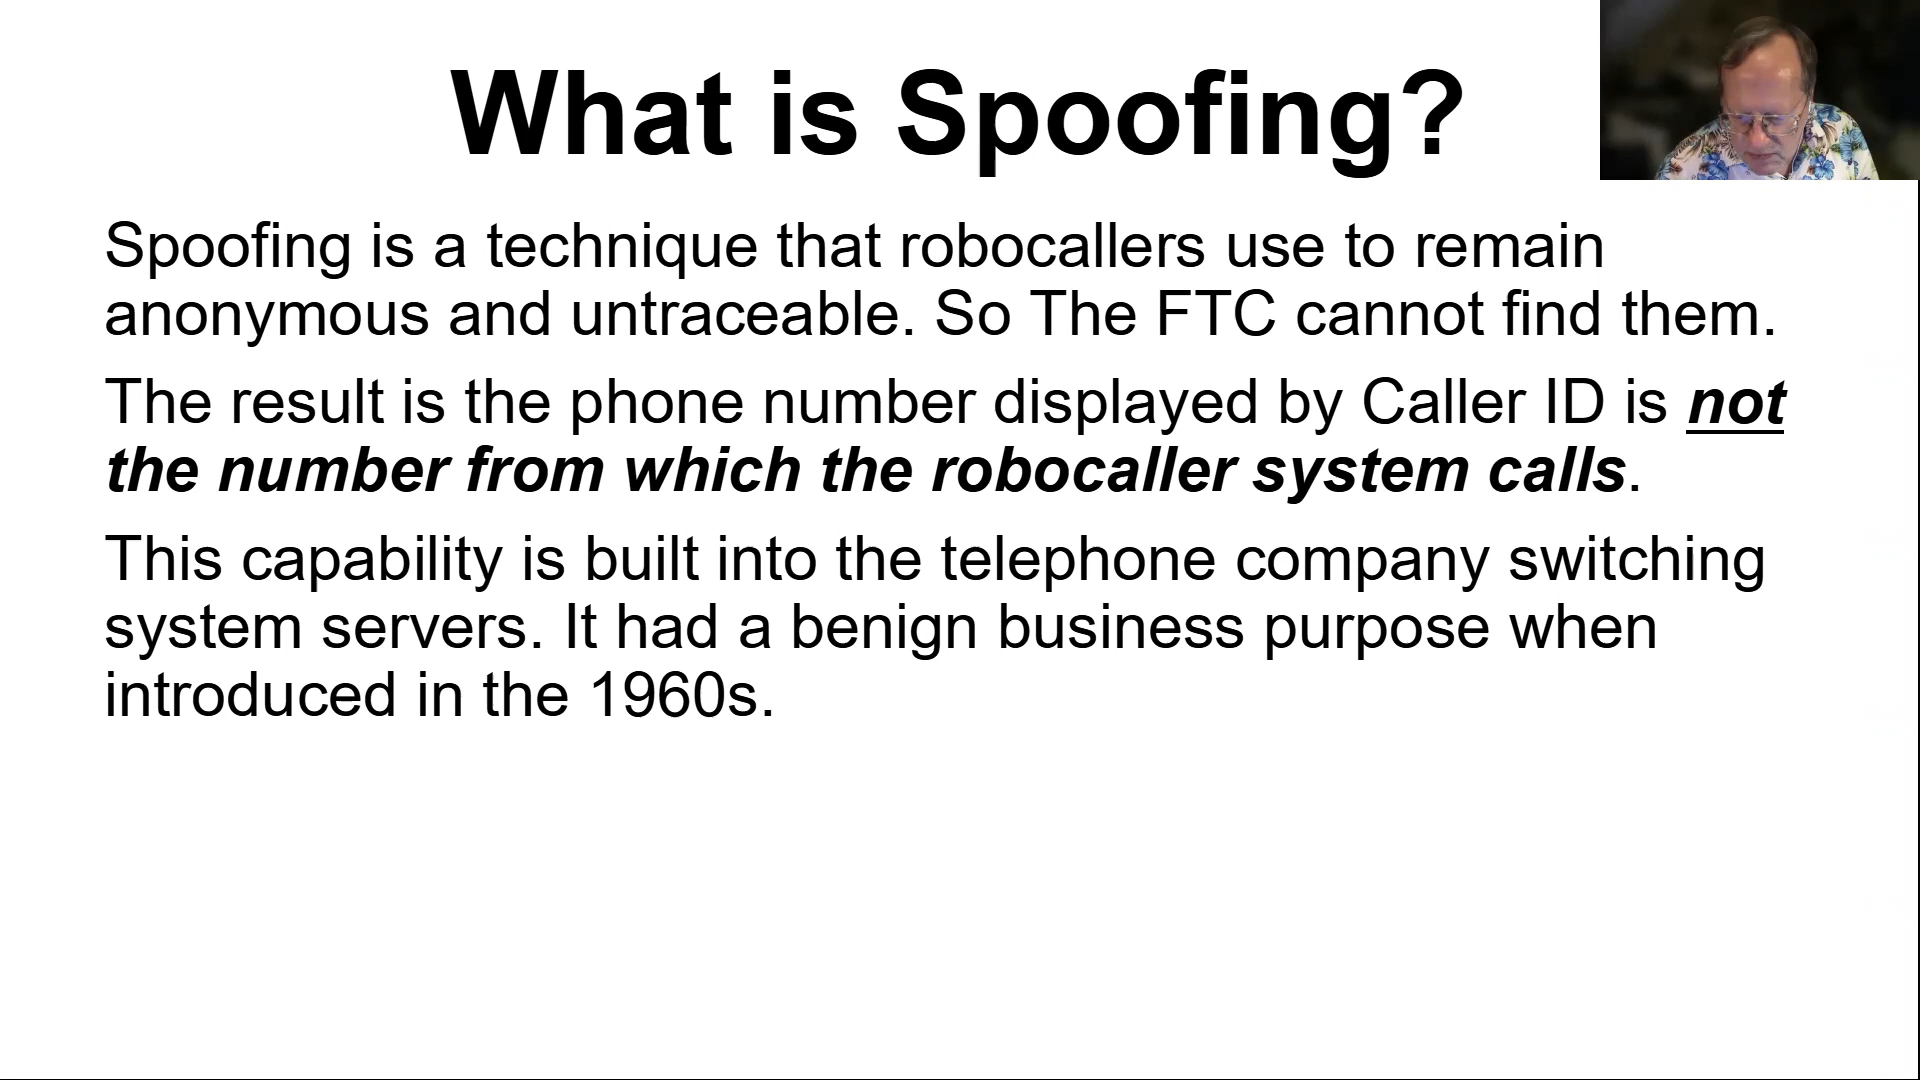 What is Spoofing?
Spoofing is a technique that robocallers use to remain
anonymous and untraceable. So The FTC cannot find them.
The result is the phone number displayed by Caller ID is not
the number from which the robocaller system calls.
This capability is built into the telephone company switching
system servers. It had a benign business purpose when
introduced in the 1960s.